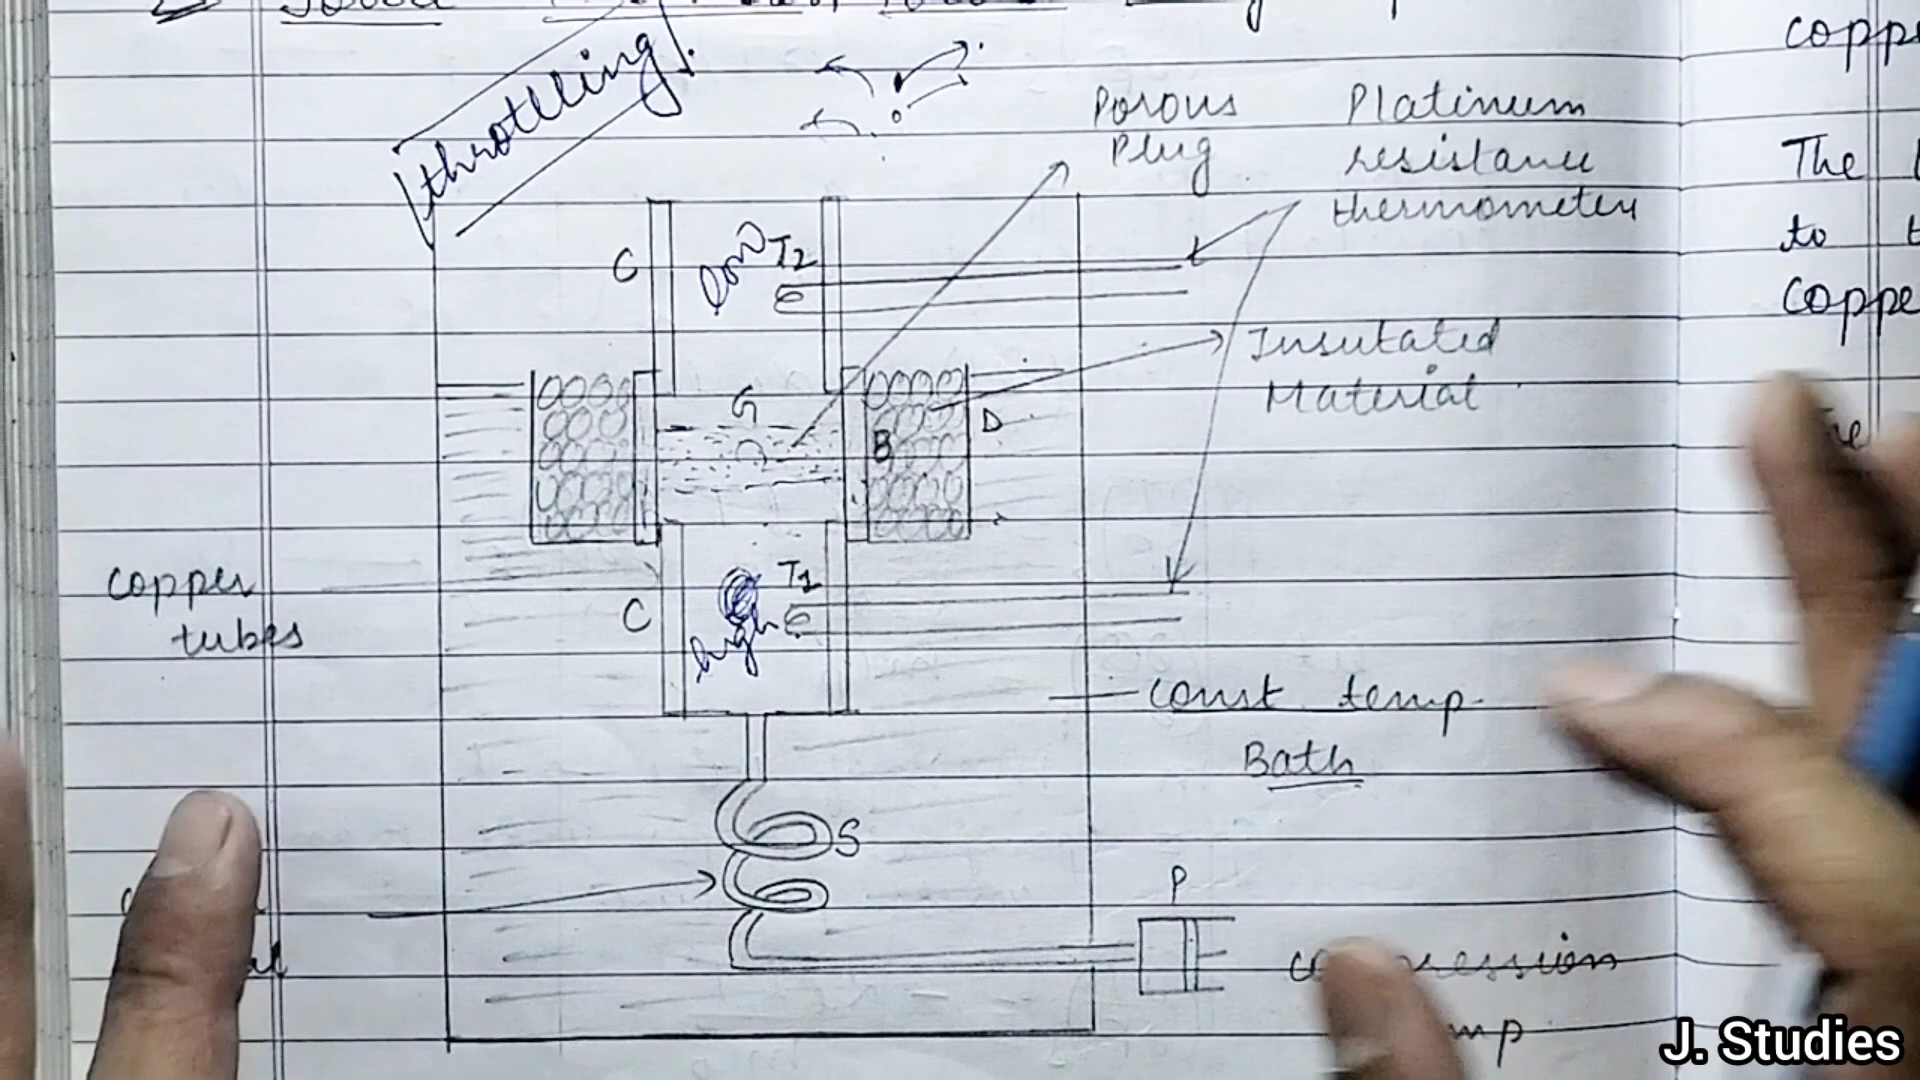 throttling
copp
Porous
Plug
Platinum
resistance
thermometer
The
to t
Coppe
C
low
T2
Insulated
Material
G
B
D
copper
tubes
C
T1
high
const temp.
Bath
S
P
J. Studies